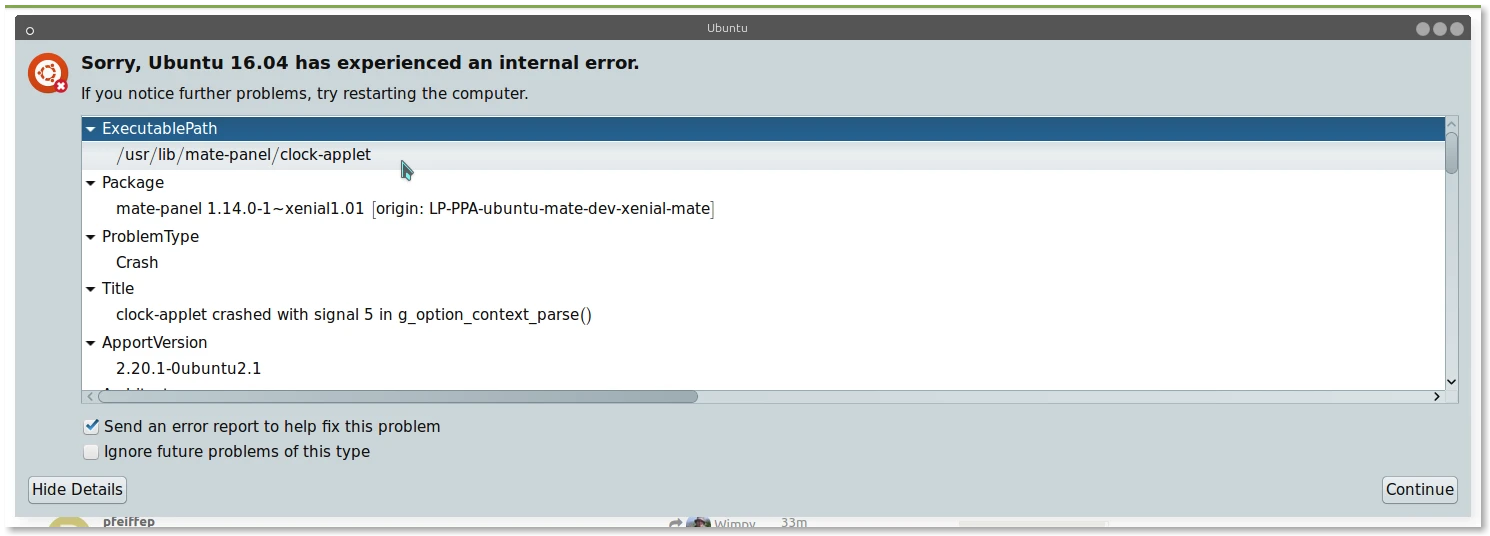 Ubuntu
Sorry, Ubuntu 16.04 has experienced an internal error.
If you notice further problems, try restarting the computer.
ExecutablePath
/usr/lib/mate-panel/clock-applet
Package
mate-panel 1.14.0-1~xenial1.01 [origin: LP-PPA-ubuntu-mate-dev-xenial-mate]
ProblemType
Crash
Title
clock-applet crashed with signal 5 in g_option_context_parse()
ApportVersion
2.20.1-0ubuntu2.1
Send an error report to help fix this problem
Ignore future problems of this type
Hide Details
Continue
pfeiffep
Wimpy 33m